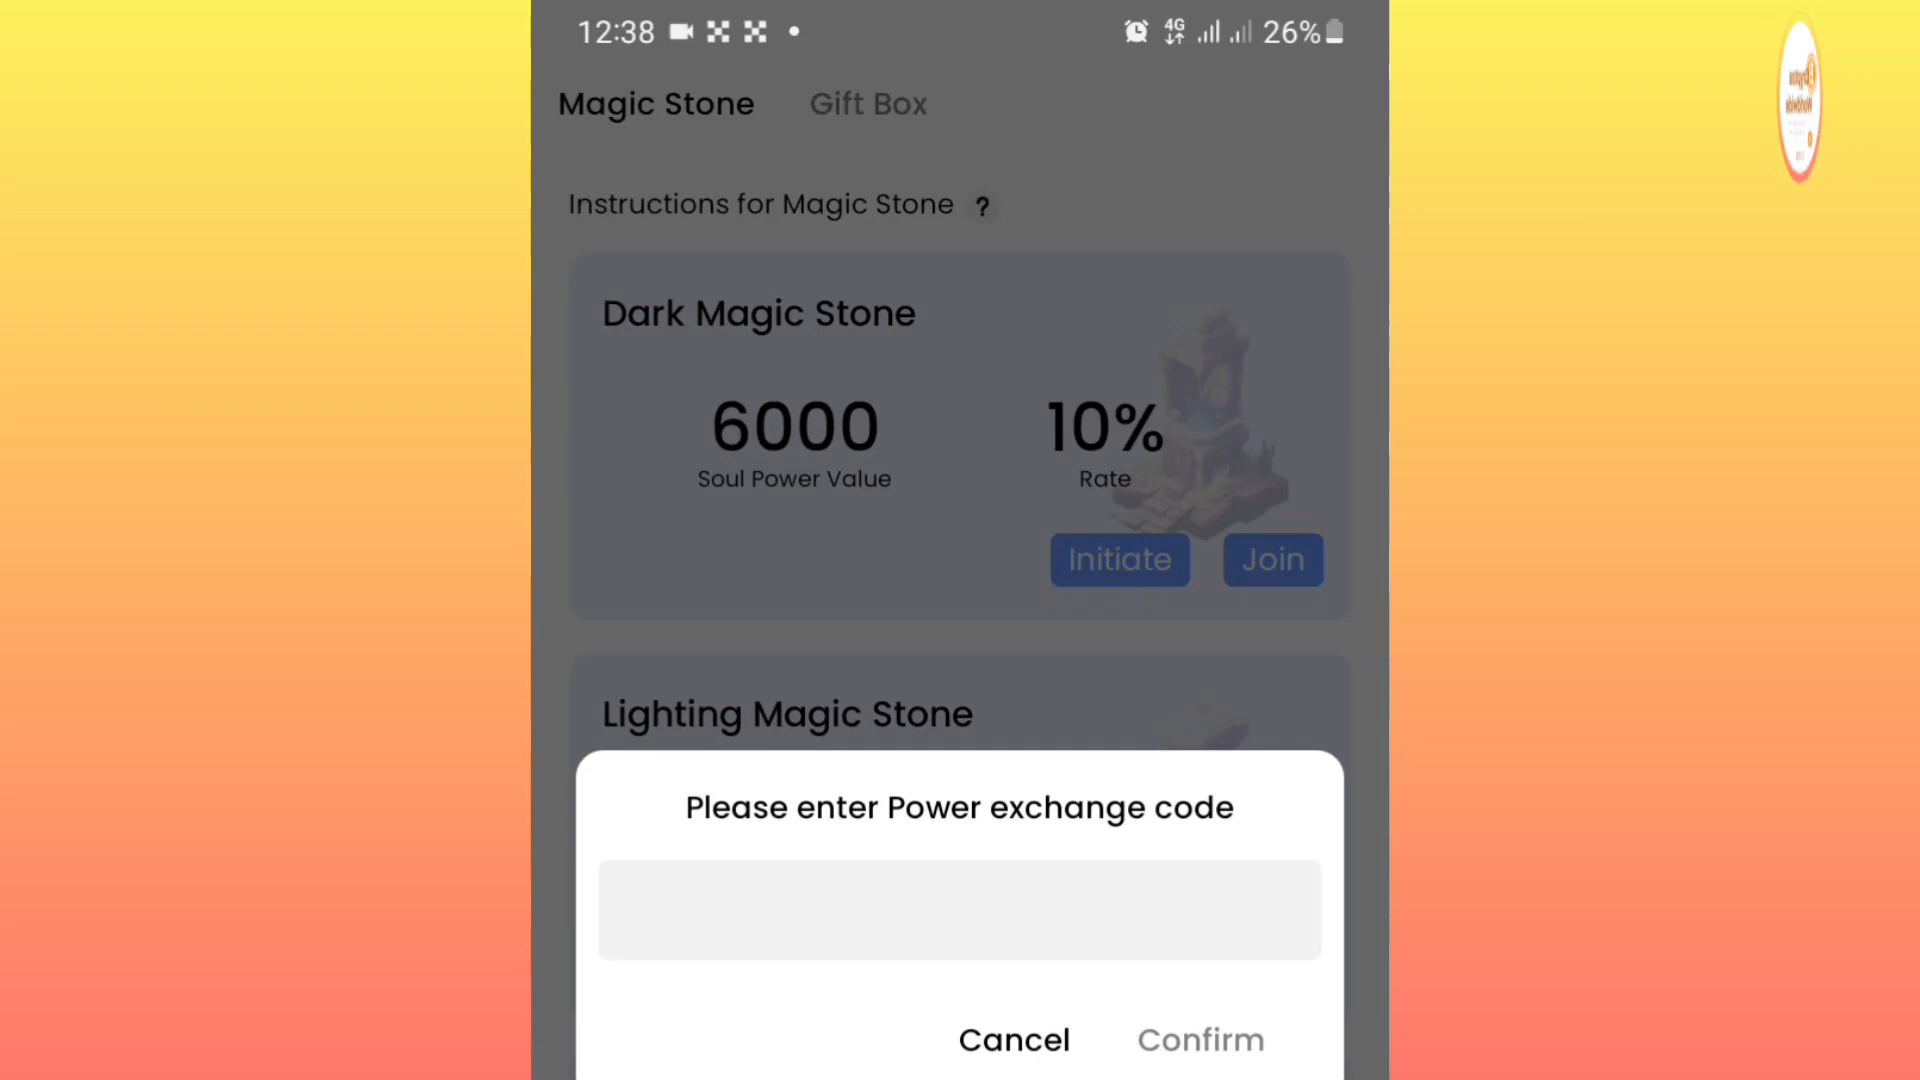 12:38 4G 26%
Magic Stone Gift Box
Instructions for Magic Stone ?
Dark Magic Stone
6000 10%
Soul Power Value Rate
Initiate Join
Lighting Magic Stone
Please enter Power exchange code
Cancel Confirm